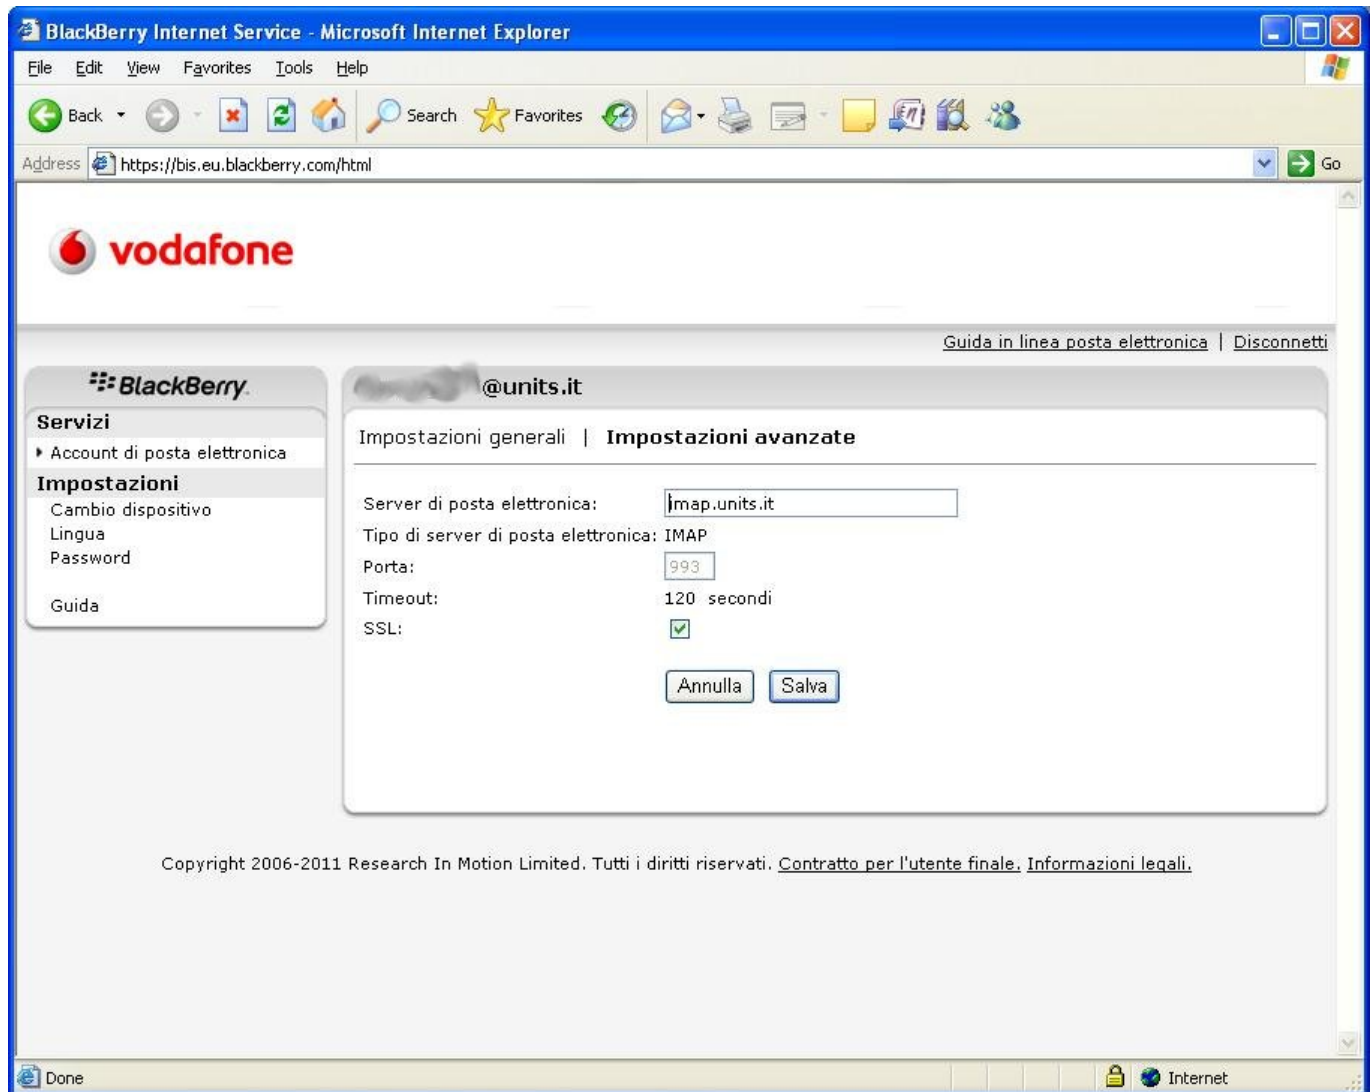 BlackBerry Internet Service - Microsoft Internet Explorer
File Edit View Favorites Tools Help
Back Search Favorites
Address https://bis.eu.blackberry.com/html Go
vodafone
Guida in linea posta elettronica | Disconnetti
BlackBerry.
@units.it
Servizi
Account di posta elettronica
Impostazioni
Cambio dispositivo
Lingua
Password
Guida
Impostazioni generali | Impostazioni avanzate
Server di posta elettronica: imap.units.it
Tipo di server di posta elettronica: IMAP
Porta: 993
Timeout: 120 secondi
SSL:
Annulla Salva
Copyright 2006-2011 Research In Motion Limited. Tutti i diritti riservati. Contratto per l'utente finale. Informazioni legali.
Done Internet